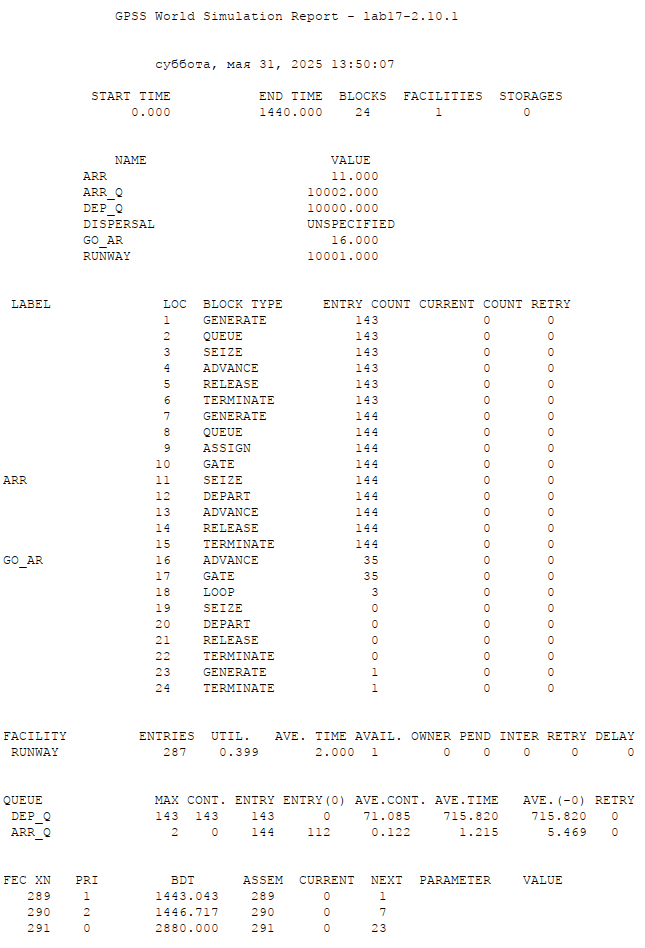 GPSS World Simulation Report - lab17-2.10.1
суббота, мая 31, 2025 13:50:07
START TIME END TIME BLOCKS FACILITIES STORAGES
0.000 1440.000 24 1 0
NAME VALUE
ARR 11.000
ARR_Q 10002.000
DEP_Q 10000.000
DISPERSAL UNSPECIFIED
GO_AR 16.000
RUNWAY 10001.000
LABEL LOC BLOCK TYPE ENTRY COUNT CURRENT COUNT RETRY
1 GENERATE 143 0 0
2 QUEUE 143 0 0
3 SEIZE 143 0 0
4 ADVANCE 143 0 0
5 RELEASE 143 0 0
6 TERMINATE 143 0 0
7 GENERATE 144 0 0
8 QUEUE 144 0 0
9 ASSIGN 144 0 0
10 GATE 144 0 0
ARR 11 SEIZE 144 0 0
12 DEPART 144 0 0
13 ADVANCE 144 0 0
14 RELEASE 144 0 0
15 TERMINATE 144 0 0
GO_AR 16 ADVANCE 35 0 0
17 GATE 35 0 0
18 LOOP 3 0 0
19 SEIZE 0 0 0
20 DEPART 0 0 0
21 RELEASE 0 0 0
22 TERMINATE 0 0 0
23 GENERATE 1 0 0
24 TERMINATE 1 0 0
FACILITY ENTRIES UTIL. AVE. TIME AVAIL. OWNER PEND INTER RETRY DELAY
RUNWAY 287 0.399 2.000 1 0 0 0 0 0
QUEUE MAX CONT. ENTRY ENTRY(0) AVE.CONT. AVE.TIME AVE.(-0) RETRY
DEP_Q 143 143 143 0 71.085 715.820 715.820 0
ARR_Q 2 0 144 112 0.122 1.215 5.469 0
FEC XN PRI BDT ASSEM CURRENT NEXT PARAMETER VALUE
289 1 1443.043 289 0 1
290 2 1446.717 290 0 7
291 0 2880.000 291 0 23